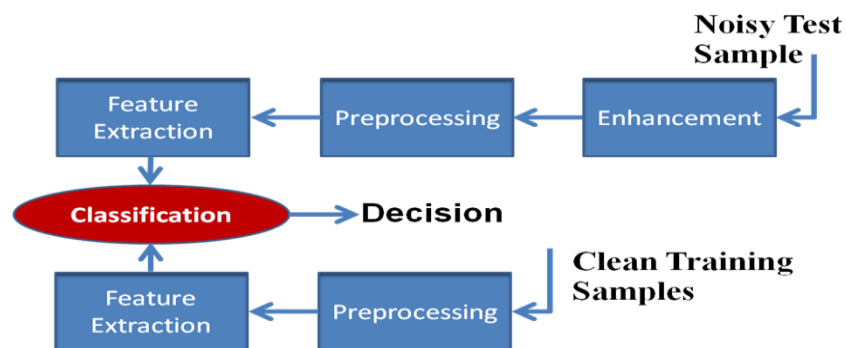 Noisy Test
Sample
Feature
Extraction
Preprocessing
Enhancement
Classification
Decision
Clean Training
Samples
Feature
Extraction
Preprocessing